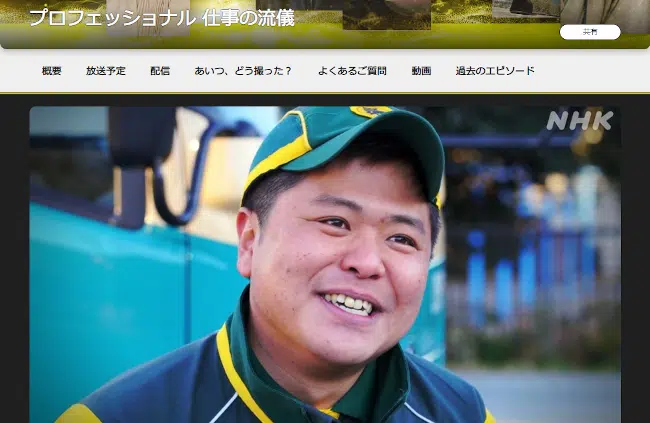 プロフェッショナル 仕事の流儀
共有
概要 放送予定 配信 あいつ、どう撮った？ よくあるご質問 動画 過去のエピソード
NHK